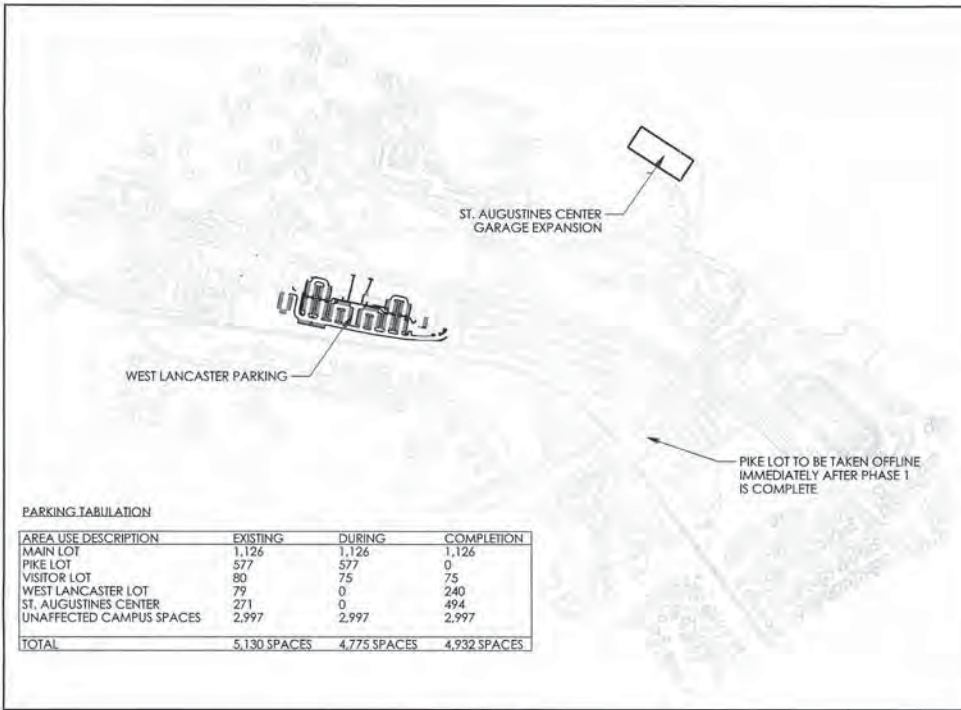 ST. AUGUSTINES CENTER
GARAGE EXPANSION
WEST LANCASTER PARKING
PIKE LOT TO BE TAKEN OFFLINE
IMMEDIATELY AFTER PHASE 1
IS COMPLETE
PARKING TABULATION
AREA USE DESCRIPTION EXISTING DURING COMPLETION
MAIN LOT 1,126 1,126 1,126
PIKE LOT 577 577 0
VISITOR LOT 80 75 75
WEST LANCASTER LOT 79 0 240
ST. AUGUSTINES CENTER 271 0 494
UNAFFECTED CAMPUS SPACES 2,997 2,997 2,997
TOTAL 5,130 SPACES 4,775 SPACES 4,932 SPACES